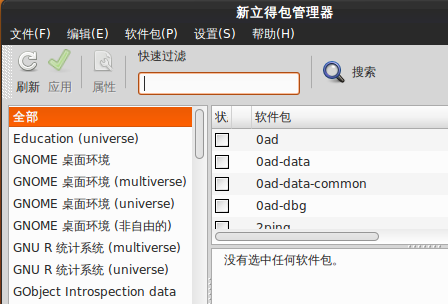 新立得包管理器
文件(F) 编辑(E) 软件包(P) 设置(S) 帮助(H)
快速过滤
刷新 应用 属性 搜索
全部
Education (universe)
GNOME 桌面环境
GNOME 桌面环境 (multiverse)
GNOME 桌面环境 (universe)
GNOME 桌面环境 (非自由的)
GNU R 统计系统 (multiverse)
GNU R 统计系统 (universe)
GObject Introspection data
状 软件包
0ad
0ad-data
0ad-data-common
0ad-dbg
2ping
没有选中任何软件包。